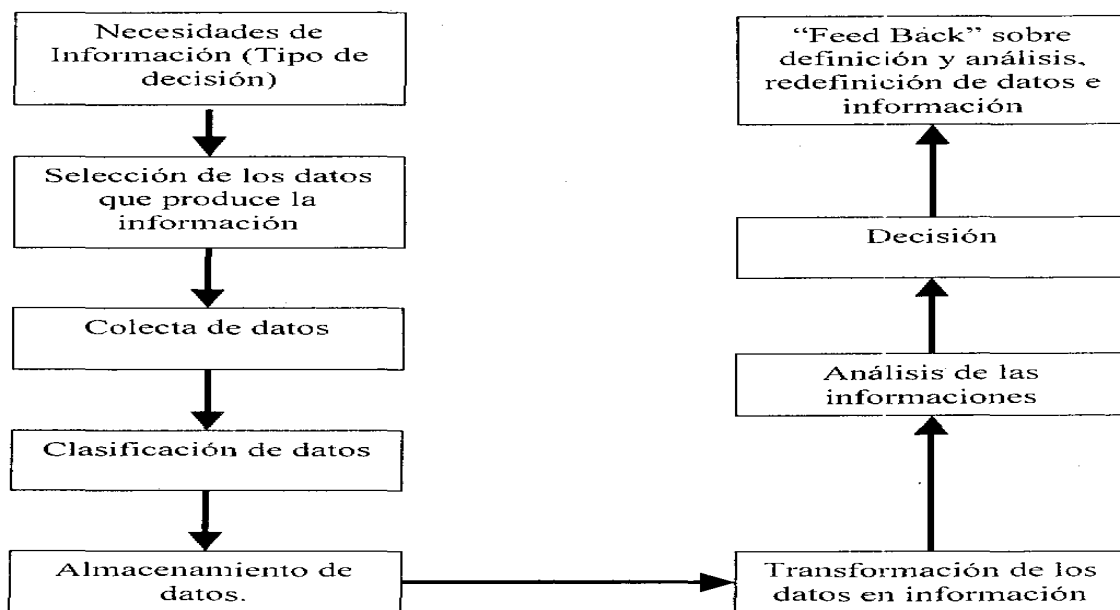 Necesidades de
Información (Tipo de
decisión)
Selección de los datos
que produce la
información
Colecta de datos
Clasificación de datos
Almacenamiento de
datos.
Transformación de los
datos en información
Análisis de las
informaciones
Decisión
“Feed Back” sobre
definición y análisis,
redefinición de datos e
información